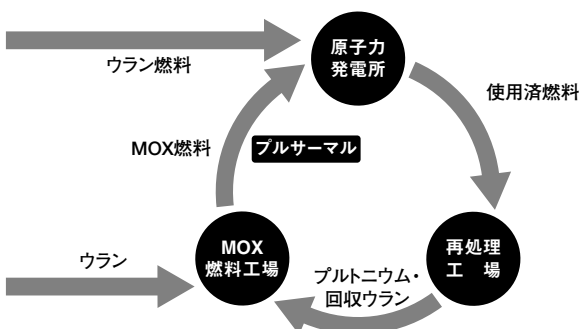 原子力
発電所
ウラン燃料
使用済燃料
MOX燃料
プルサーマル
MOX
燃料工場
再処理
工　場
ウラン
プルトニウム・
回収ウラン